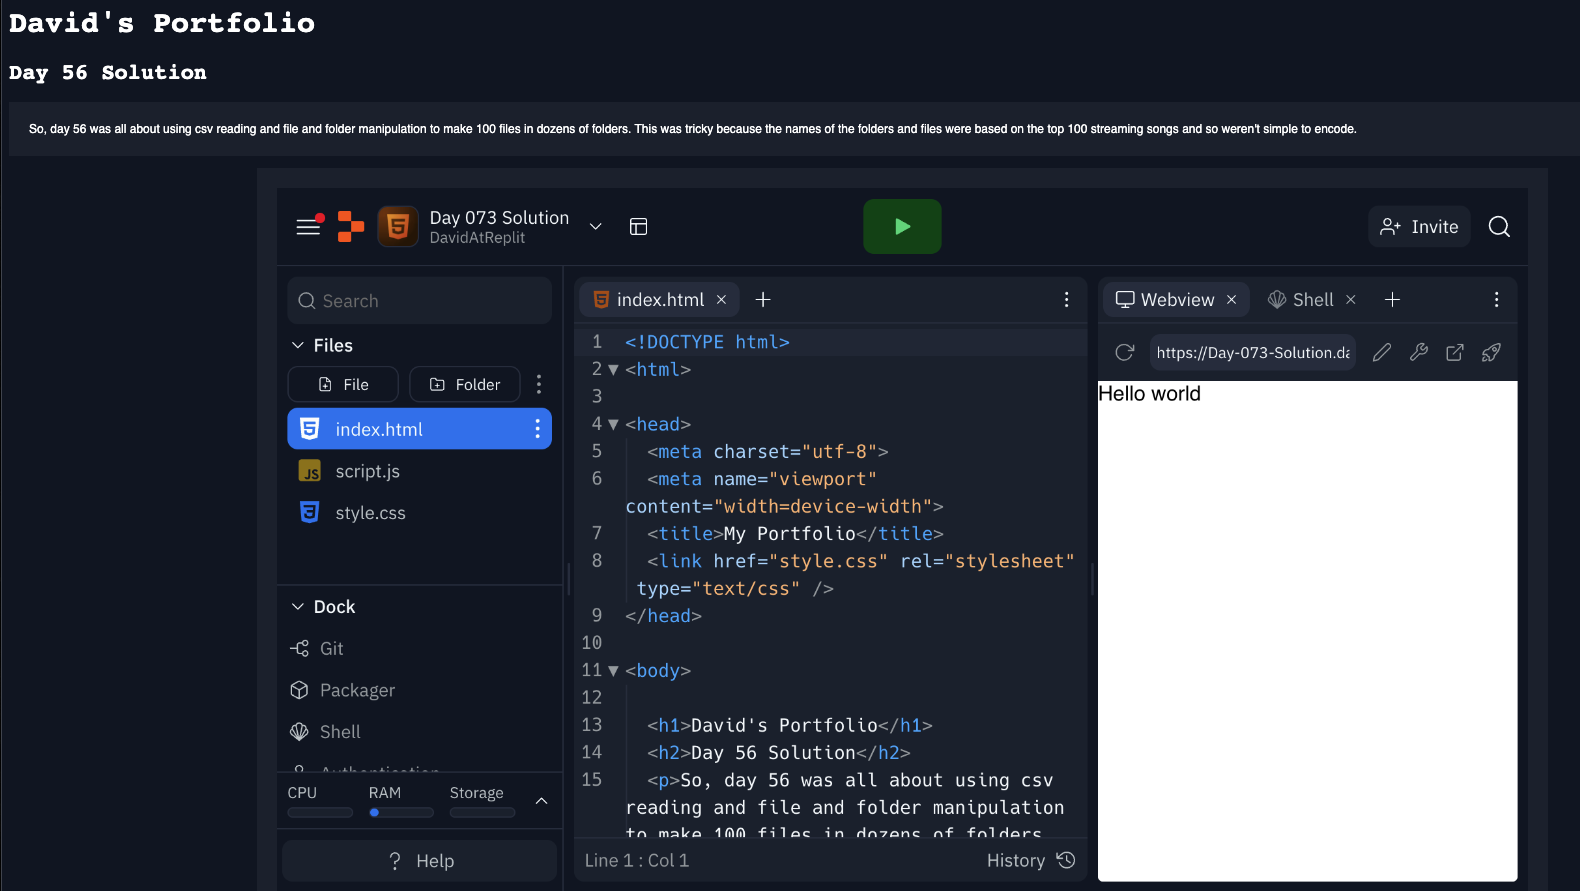 David's Portfolio
Day 56 Solution
So, day 56 was all about using csv reading and file and folder manipulation to make 100 files in dozens of folders. This was tricky because the names of the folders and files were based on the top 100 streaming songs and so weren't simple to encode.
Day 073 Solution
DavidAtReplit
Invite
Search
Files
File Folder
index.html
script.js
style.css
Dock
Git
Packager
Shell
Authentication
CPU RAM Storage
? Help
index.html × +
1 <!DOCTYPE html>
2 <html>
3
4 <head>
5 <meta charset="utf-8">
6 <meta name="viewport"
content="width=device-width">
7 <title>My Portfolio</title>
8 <link href="style.css" rel="stylesheet"
type="text/css" />
9 </head>
10
11 <body>
12
13 <h1>David's Portfolio</h1>
14 <h2>Day 56 Solution</h2>
15 <p>So, day 56 was all about using csv
reading and file and folder manipulation
to make 100 files in dozens of folders.
Line 1 : Col 1 History
Webview × Shell × +
https://Day-073-Solution.da
Hello world